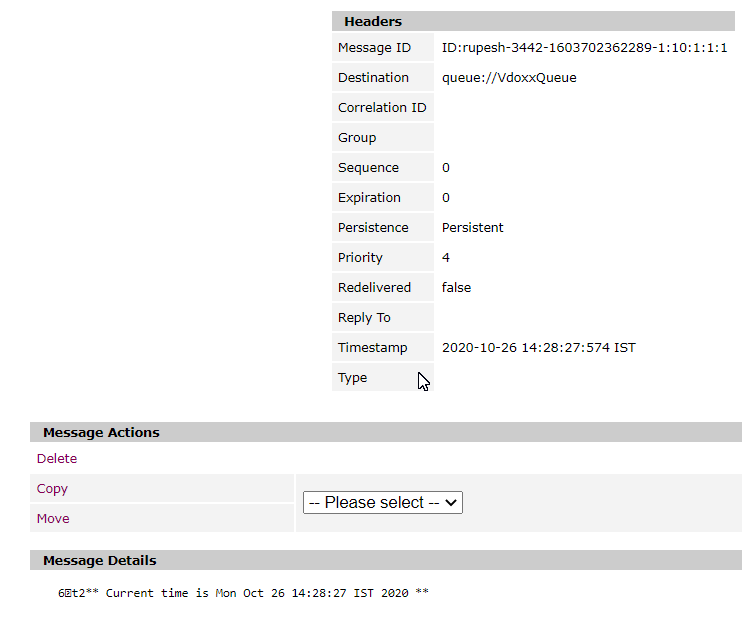 Headers
Message ID ID:rupesh-3442-1603702362289-1:10:1:1:1
Destination queue://VdoxxQueue
Correlation ID
Group
Sequence 0
Expiration 0
Persistence Persistent
Priority 4
Redelivered false
Reply To
Timestamp 2020-10-26 14:28:27:574 IST
Type
Message Actions
Delete
Copy
-- Please select --
Move
Message Details
6t2** Current time is Mon Oct 26 14:28:27 IST 2020 **